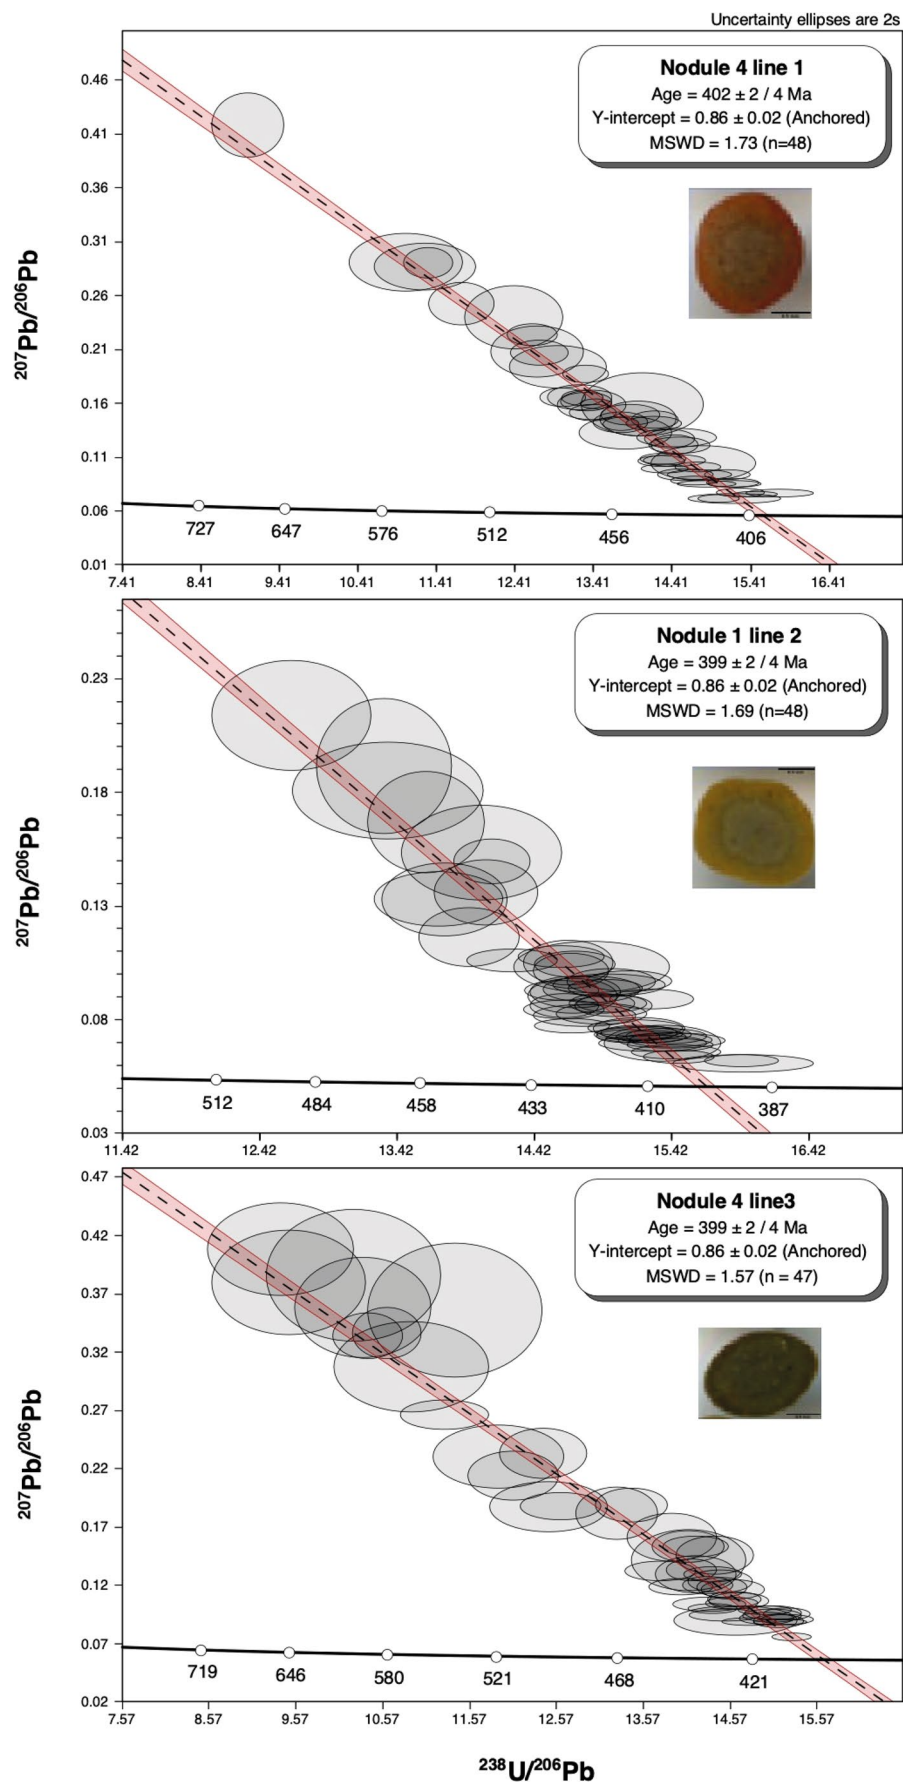 Uncertainty ellipses are 2s
Nodule 4 line 1
Age = 402 ± 2 / 4 Ma
Y-intercept = 0.86 ± 0.02 (Anchored)
MSWD = 1.73 (n=48)
0.46
0.41
0.36
0.31
0.26
0.21
0.16
0.11
0.06
0.01
207Pb/206Pb
727
647
576
512
456
406
7.41 8.41 9.41 10.41 11.41 12.41 13.41 14.41 15.41 16.41
Nodule 1 line 2
Age = 399 ± 2 / 4 Ma
Y-intercept = 0.86 ± 0.02 (Anchored)
MSWD = 1.69 (n=48)
0.23
0.18
0.13
0.08
0.03
207Pb/206Pb
512
484
458
433
410
387
11.42 12.42 13.42 14.42 15.42 16.42
Nodule 4 line3
Age = 399 ± 2 / 4 Ma
Y-intercept = 0.86 ± 0.02 (Anchored)
MSWD = 1.57 (n = 47)
0.47
0.42
0.37
0.32
0.27
0.22
0.17
0.12
0.07
0.02
207Pb/206Pb
719
646
580
521
468
421
7.57 8.57 9.57 10.57 11.57 12.57 13.57 14.57 15.57
238U/206Pb